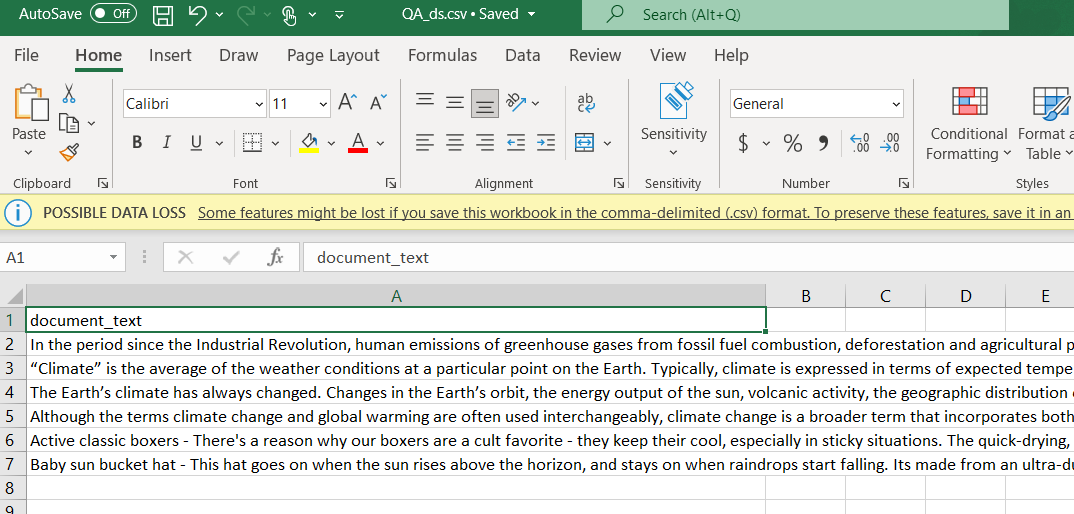 AutoSave Off QA_ds.csv • Saved Search (Alt+Q)
File Home Insert Draw Page Layout Formulas Data Review View Help
Calibri 11 A A ab General
Paste B I U A Sensitivity $ % Conditional Format a
Formatting Table
Clipboard Font Alignment Sensitivity Number Styles
POSSIBLE DATA LOSS Some features might be lost if you save this workbook in the comma-delimited (.csv) format. To preserve these features, save it in an
A1 fx document_text
A B C D E
1 document_text
2 In the period since the Industrial Revolution, human emissions of greenhouse gases from fossil fuel combustion, deforestation and agricultural p
3 “Climate” is the average of the weather conditions at a particular point on the Earth. Typically, climate is expressed in terms of expected tempe
4 The Earth’s climate has always changed. Changes in the Earth’s orbit, the energy output of the sun, volcanic activity, the geographic distribution
5 Although the terms climate change and global warming are often used interchangeably, climate change is a broader term that incorporates both
6 Active classic boxers - There's a reason why our boxers are a cult favorite - they keep their cool, especially in sticky situations. The quick-drying,
7 Baby sun bucket hat - This hat goes on when the sun rises above the horizon, and stays on when raindrops start falling. Its made from an ultra-du
8
9